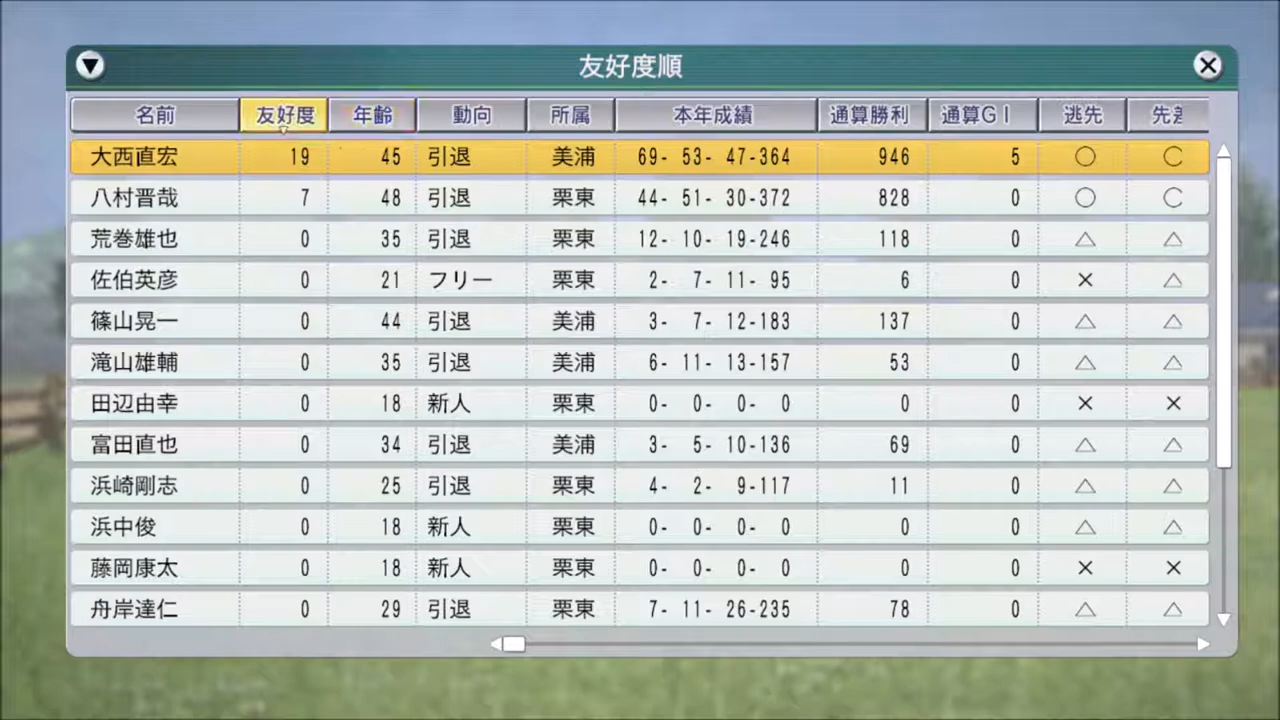 友好度順
名前 友好度 年齢 動向 所属 本年成績 通算勝利 通算GⅠ 逃先 先差
大西直宏 19 45 引退 美浦 69- 53- 47-364 946 5 ○ ○
八村晋哉 7 48 引退 栗東 44- 51- 30-372 828 0 ○ ○
荒巻雄也 0 35 引退 栗東 12- 10- 19-246 118 0 △ △
佐伯英彦 0 21 フリー 栗東 2- 7- 11- 95 6 0 × △
篠山晃一 0 44 引退 美浦 3- 7- 12-183 137 0 △ △
滝山雄輔 0 35 引退 美浦 6- 11- 13-157 53 0 △ △
田辺由幸 0 18 新人 栗東 0- 0- 0- 0 0 0 × ×
富田直也 0 34 引退 美浦 3- 5- 10-136 69 0 △ △
浜崎剛志 0 25 引退 栗東 4- 2- 9-117 11 0 △ △
浜中俊 0 18 新人 栗東 0- 0- 0- 0 0 0 △ △
藤岡康太 0 18 新人 栗東 0- 0- 0- 0 0 0 × ×
舟岸達仁 0 29 引退 栗東 7- 11- 26-235 78 0 △ △